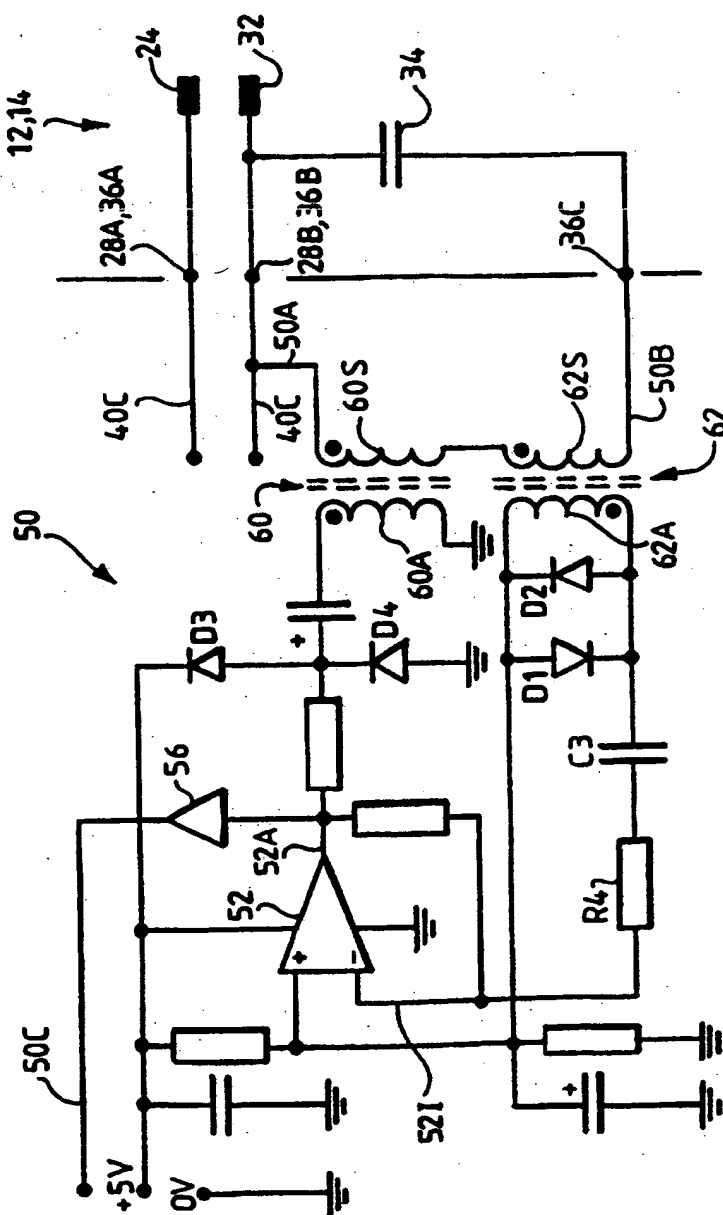 12,14
24
32
28A,36A
28B,36B
34
36C
40C
40C
50A
50B
50
60
60S
62S
62
60A
62A
D3
D4
D2
D1
C3
R4
56
52A
52
+
+
-
50C
+5V
0V
52I
+